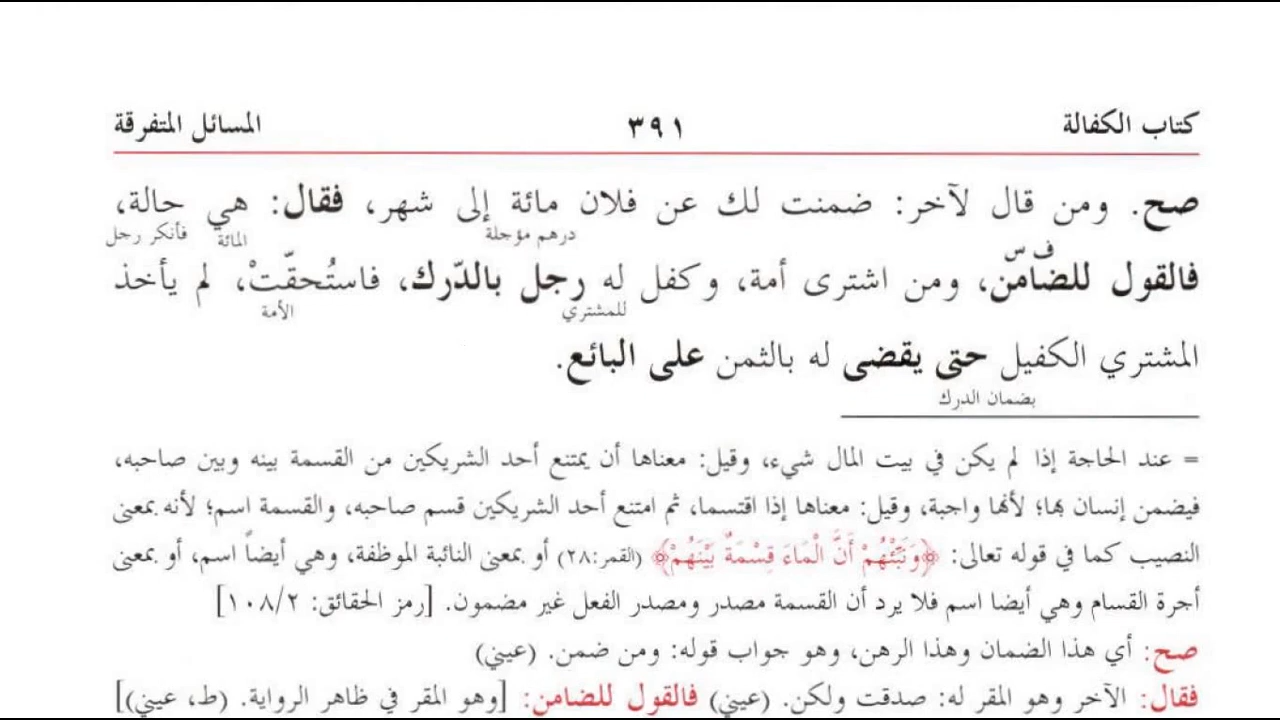 كتاب الكفالة ٣٩١ المسائل المتفرقة
صح. ومن قال لآخر: ضمنت لك عن فلان مائة إلى شهر، فقال: هي حالة،
درهم مؤجلة المائة فأنكر رجل
ف س
فالقول للضامن، ومن اشترى أمة، وكفل له رجل بالدّرك، فاستُحقّتْ، لم يأخذ
للمشتري الأمة
المشتري الكفيل حتى يقضى له بالثمن على البائع.
بضمان الدرك
= عند الحاجة إذا لم يكن في بيت المال شيء، وقيل: معناها أن يمتنع أحد الشريكين من القسمة بينه وبين صاحبه،
فيضمن إنسان بها؛ لأنها واجبة، وقيل: معناها إذا اقتسما، ثم امتنع أحد الشريكين قسم صاحبه، والقسمة اسم؛ لأنه بمعنى
النصيب كما في قوله تعالى: ﴿وَنَبِّئْهُمْ أَنَّ الْمَاءَ قِسْمَةٌ بَيْنَهُمْ﴾ (القمر:٢٨) أو بمعنى النائبة الموظفة، وهي أيضاً اسم، أو بمعنى
أجرة القسام وهي أيضا اسم فلا يرد أن القسمة مصدر ومصدر الفعل غير مضمون. [رمز الحقائق: ١٠٨/٢]
صح: أي هذا الضمان وهذا الرهن، وهو جواب قوله: ومن ضمن. (عيني)
فقال: الآخر وهو المقر له: صدقت ولكن. (عيني) فالقول للضامن: [وهو المقر في ظاهر الرواية. (ط، عيني)]